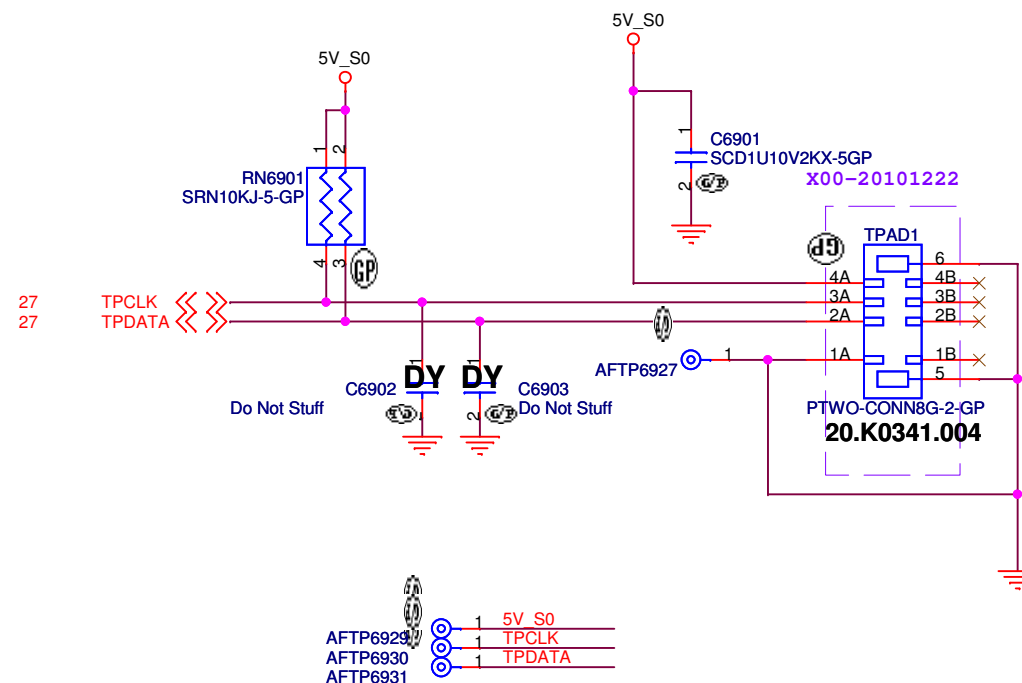 5V_S0
5V_S0
1
2
RN6901
SRN10KJ-5-GP
4
3
GP
1
C6901
SCD1U10V2KX-5GP
2
G/P
X00-20101222
TPAD1
GP
6
4A
4B
3A
3B
2A
2B
1A
1B
5
27 TPCLK
27 TPDATA
AFTP6927
1
PTWO-CONN8G-2-GP
20.K0341.004
1
1
DY
DY
C6902
C6903
Do Not Stuff
Do Not Stuff
2
G/P
AFTP6929
1
5V_S0
AFTP6930
1
TPCLK
AFTP6931
1
TPDATA